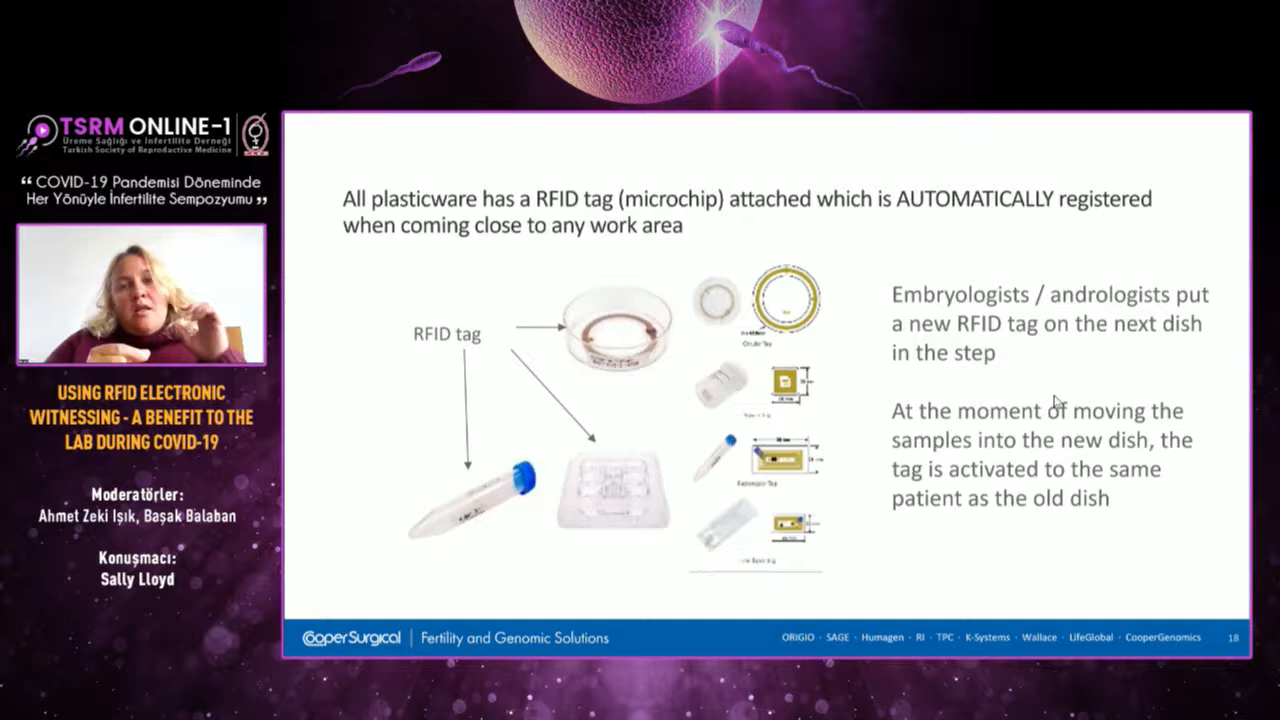 TSRM ONLINE-1
Üreme Sağlığı ve İnfertilite Derneği
Turkish Society of Reproductive Medicine
“ COVID-19 Pandemisi Döneminde
Her Yönüyle İnfertilite Sempozyumu ”
USING RFID ELECTRONIC
WITNESSING - A BENEFIT TO THE
LAB DURING COVID-19
Moderatörler:
Ahmet Zeki Işık, Başak Balaban
Konuşmacı:
Sally Lloyd
All plasticware has a RFID tag (microchip) attached which is AUTOMATICALLY registered
when coming close to any work area
RFID tag
Circular Tag
Rectangular Tag
Embryologists / andrologists put
a new RFID tag on the next dish
in the step
At the moment of moving the
samples into the new dish, the
tag is activated to the same
patient as the old dish
CooperSurgical | Fertility and Genomic Solutions
ORIGIO · SAGE · Humagen · RI · TPC · K-Systems · Wallace · LifeGlobal · CooperGenomics
18